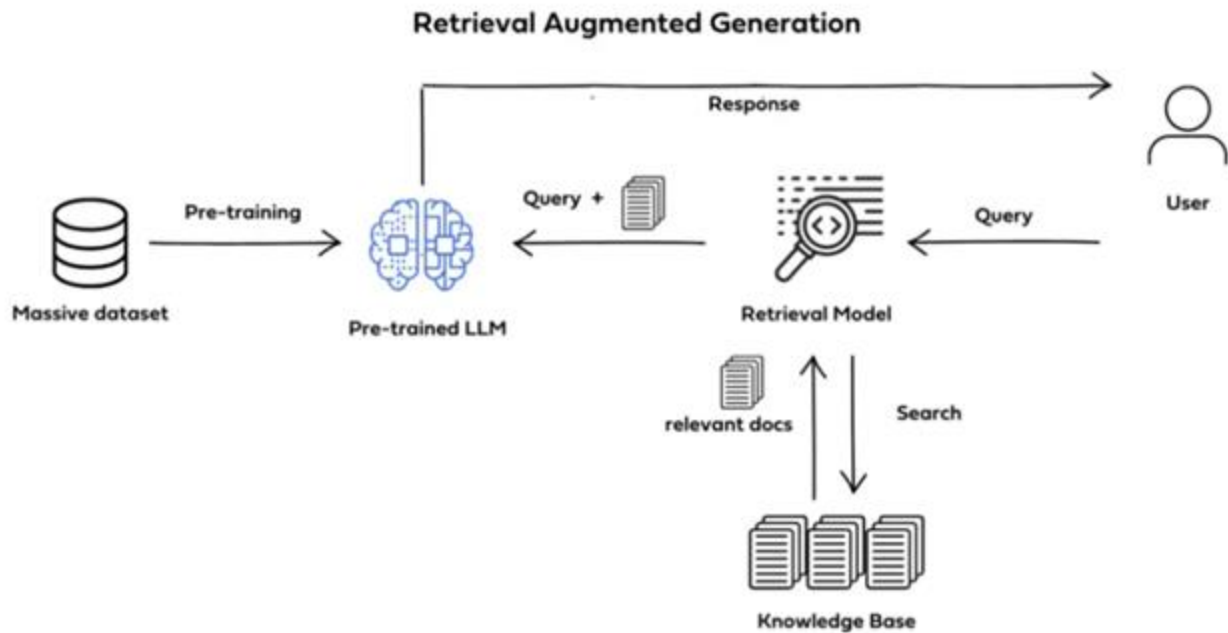 Retrieval Augmented Generation
Response
User
Query
Query +
Pre-training
Massive dataset
Pre-trained LLM
Retrieval Model
relevant docs
Search
Knowledge Base